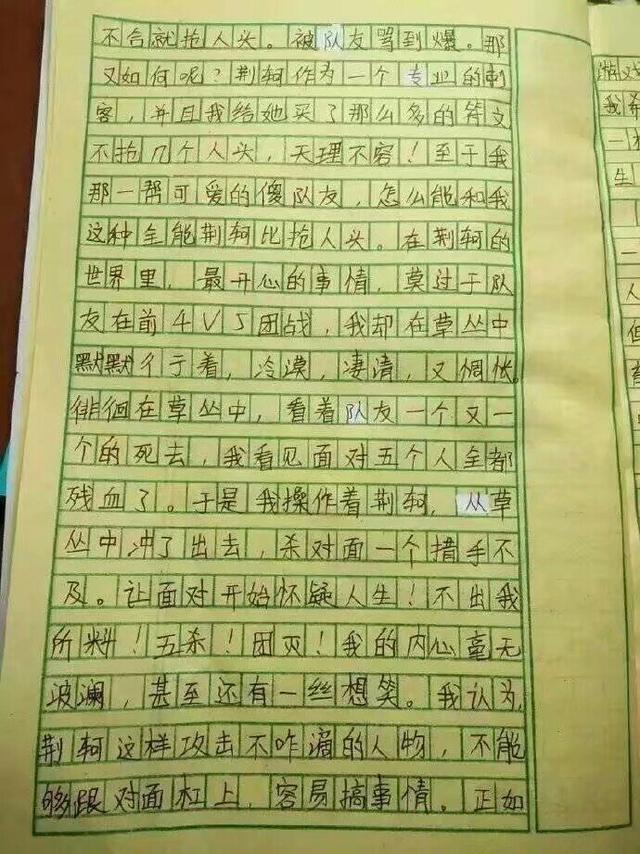 不合就抢人头。被队友骂到爆。那
又如何呢？荆轲作为一个专业的刺
客，并且我给她买了那么多的符文
不抢几个人头，天理不容！至于我
那一帮可爱的傻队友，怎么能和我
这种全能荆轲比抢人头。在荆轲的
世界里，最开心的事情，莫过于队
友在前4V5团战，我却在草丛中
默默彳亍着，冷漠，凄清，又惆怅
徘徊在草丛中，看着队友一个又一
个的死去，我看见面对五个人全都
残血了。于是我操作着荆轲，从草
丛中冲了出去，杀对面一个措手不
及。让面对开始怀疑人生！不出我
所料！五杀！团灭！我的内心毫无
波澜，甚至还有一丝想笑。我认为，
荆轲这样攻击不咋遍的人物，不能
够跟对面杠上，容易搞事情。正如
游戏
我希
一
生
一
人
但